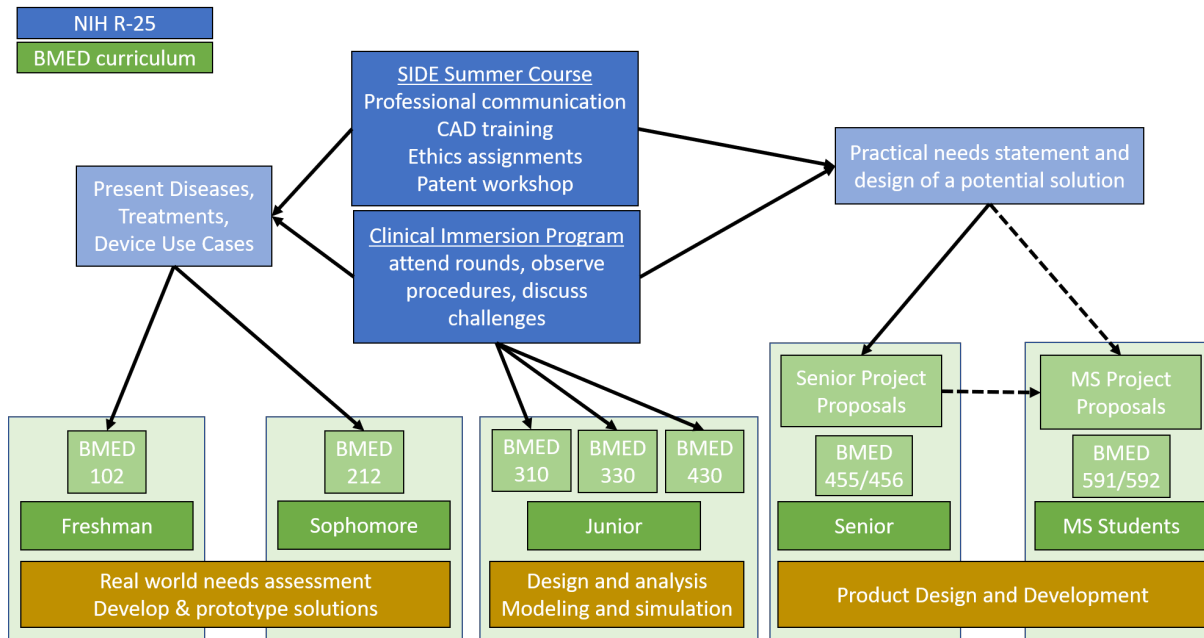 NIH R-25
BMED curriculum
SIDE Summer Course
Professional communication
CAD training
Ethics assignments
Patent workshop
Present Diseases,
Treatments,
Device Use Cases
Clinical Immersion Program
attend rounds, observe
procedures, discuss
challenges
Practical needs statement and
design of a potential solution
Senior Project
Proposals
MS Project
Proposals
BMED
102
BMED
212
BMED
310
BMED
330
BMED
430
BMED
455/456
BMED
591/592
Freshman
Sophomore
Junior
Senior
MS Students
Real world needs assessment
Develop & prototype solutions
Design and analysis
Modeling and simulation
Product Design and Development